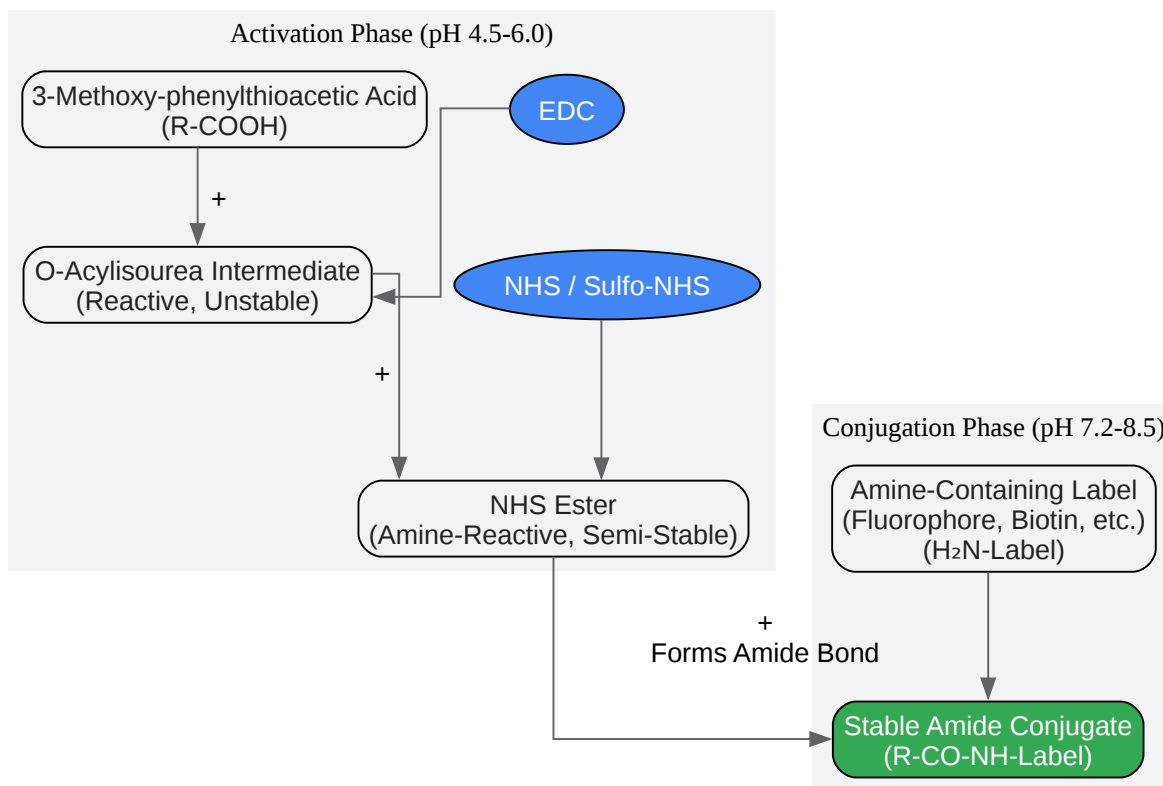 Activation Phase (pH 4.5-6.0)
3-Methoxy-phenylthioacetic Acid
(R-COOH)
EDC
+
O-Acylisourea Intermediate
(Reactive, Unstable)
NHS / Sulfo-NHS
+
NHS Ester
(Amine-Reactive, Semi-Stable)
Conjugation Phase (pH 7.2-8.5)
Amine-Containing Label
(Fluorophore, Biotin, etc.)
(H₂N-Label)
+
Forms Amide Bond
Stable Amide Conjugate
(R-CO-NH-Label)